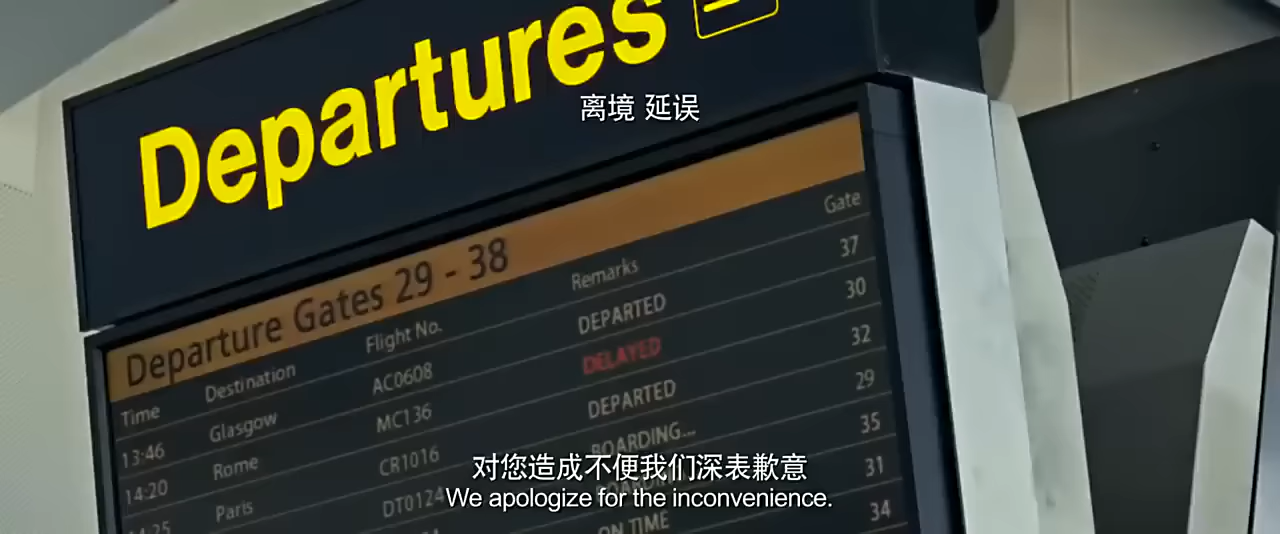 Departures
离境 延误
Departure Gates 29 - 38
Time Destination Flight No. Remarks Gate
13:46 Glasgow AC0608 DEPARTED 37
14:20 Rome MC136 DELAYED 30
14:25 Paris CR1016 DEPARTED 32
DT0124 BOARDING... 29
35
ON TIME 31
34
对您造成不便我们深表歉意
We apologize for the inconvenience.